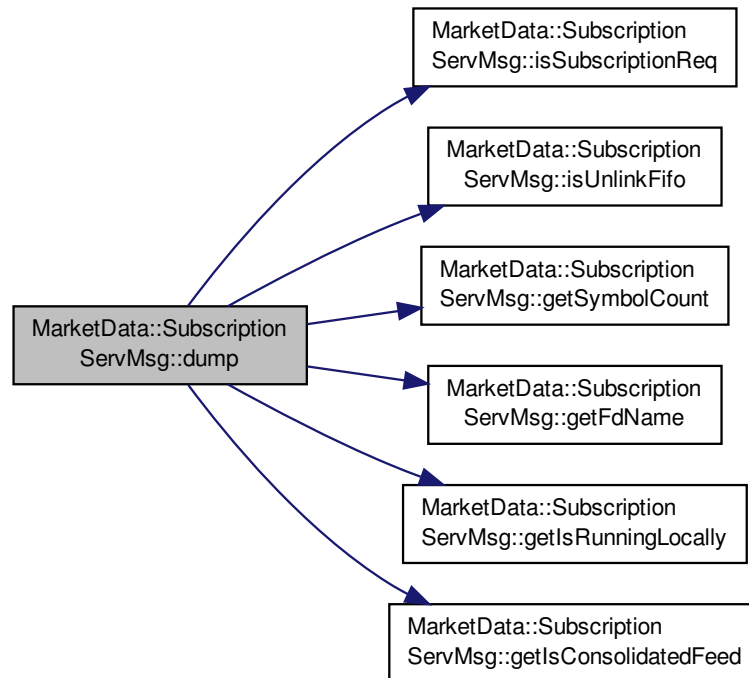 MarketData::Subscription
ServMsg::isSubscriptionReq
MarketData::Subscription
ServMsg::isUnlinkFifo
MarketData::Subscription
ServMsg::getSymbolCount
MarketData::Subscription
ServMsg::dump
MarketData::Subscription
ServMsg::getFdName
MarketData::Subscription
ServMsg::getIsRunningLocally
MarketData::Subscription
ServMsg::getIsConsolidatedFeed